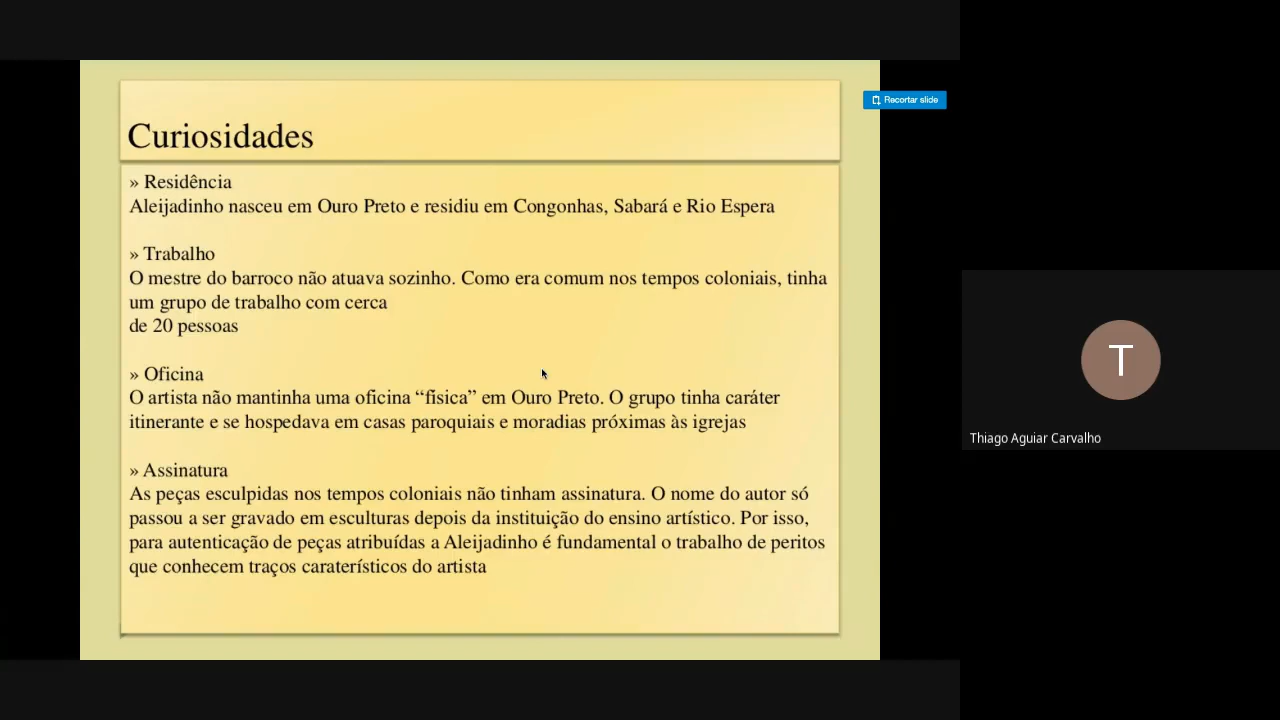 Recortar slide
Curiosidades
» Residência
Aleijadinho nasceu em Ouro Preto e residiu em Congonhas, Sabará e Rio Espera
» Trabalho
O mestre do barroco não atuava sozinho. Como era comum nos tempos coloniais, tinha
um grupo de trabalho com cerca
de 20 pessoas
» Oficina
O artista não mantinha uma oficina “física” em Ouro Preto. O grupo tinha caráter
itinerante e se hospedava em casas paroquiais e moradias próximas às igrejas
» Assinatura
As peças esculpidas nos tempos coloniais não tinham assinatura. O nome do autor só
passou a ser gravado em esculturas depois da instituição do ensino artístico. Por isso,
para autenticação de peças atribuídas a Aleijadinho é fundamental o trabalho de peritos
que conhecem traços caraterísticos do artista
T
Thiago Aguiar Carvalho